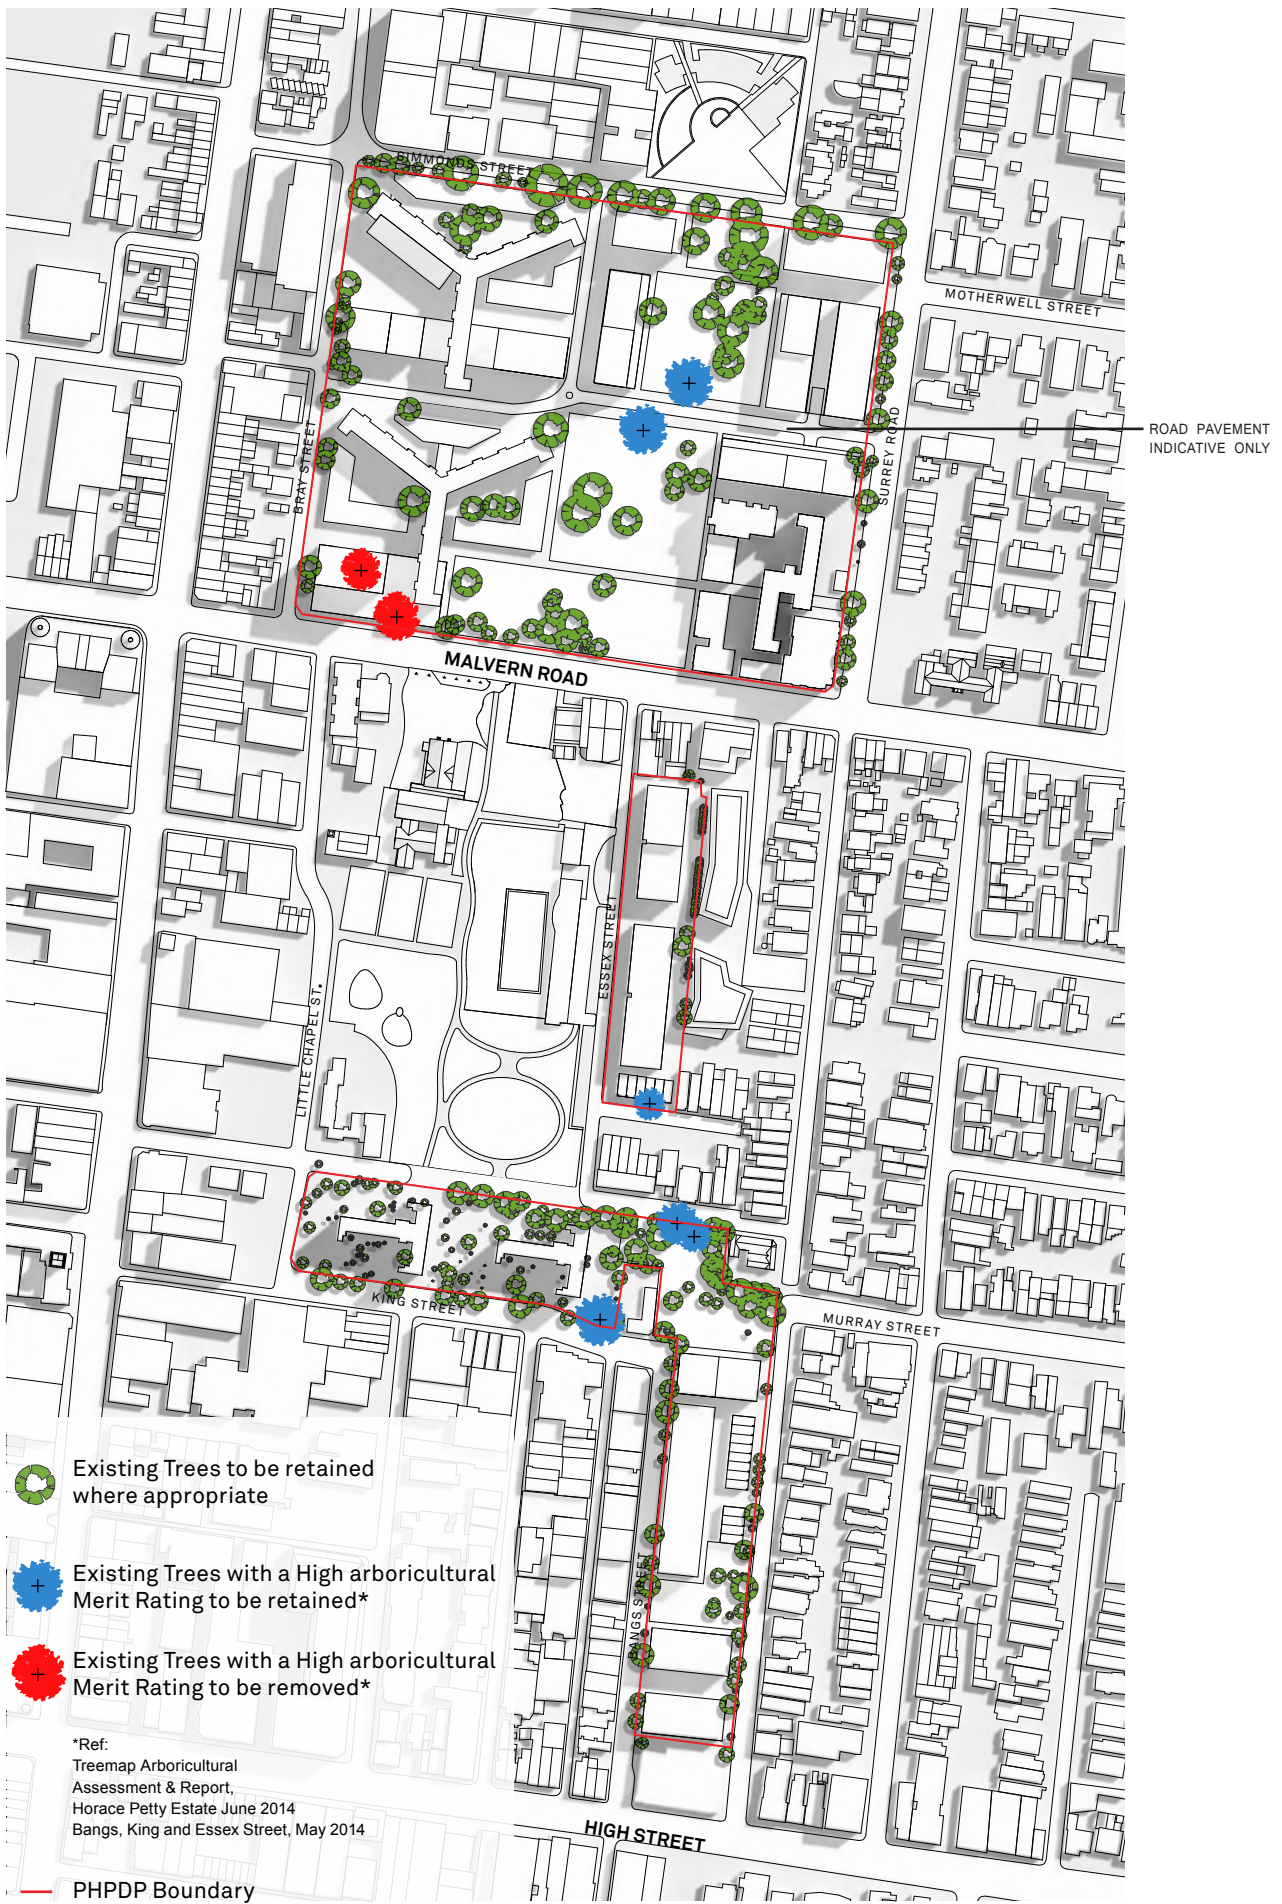 SIMMONDS STREET
MOTHERWELL STREET
ROAD PAVEMENT
INDICATIVE ONLY
SURREY ROAD
BRAY STREET
MALVERN ROAD
ESSEX STREET
LITTLE CHAPEL ST.
KING STREET
MURRAY STREET
BANGS STREET
HIGH STREET
Existing Trees to be retained
where appropriate
Existing Trees with a High arboricultural
Merit Rating to be retained*
Existing Trees with a High arboricultural
Merit Rating to be removed*
*Ref:
Treemap Arboricultural
Assessment & Report,
Horace Petty Estate June 2014
Bangs, King and Essex Street, May 2014
PHPDP Boundary